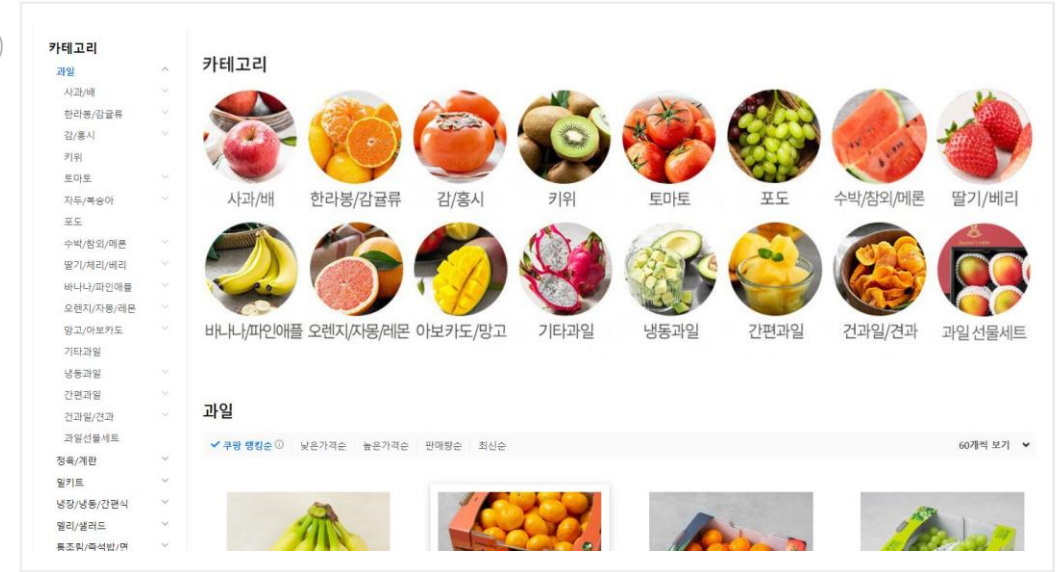 카테고리
과일
사과/배
한라봉/감귤류
감/홍시
키위
토마토
자두/복숭아
포도
수박/참외/메론
딸기/체리/베리
바나나/파인애플
오렌지/자몽/레몬
망고/아보카도
기타과일
냉동과일
간편과일
건과일/견과
과일선물세트
정육/계란
밀키트
냉장/냉동/간편식
델리/샐러드
통조림/즉석밥/면
카테고리
사과/배 한라봉/감귤류 감/홍시 키위 토마토 포도 수박/참외/메론 딸기/베리
바나나/파인애플 오렌지/자몽/레몬 아보카도/망고 기타과일 냉동과일 간편과일 건과일/견과 과일 선물세트
과일
쿠팡 랭킹순 낮은가격순 높은가격순 판매량순 최신순 60개씩 보기